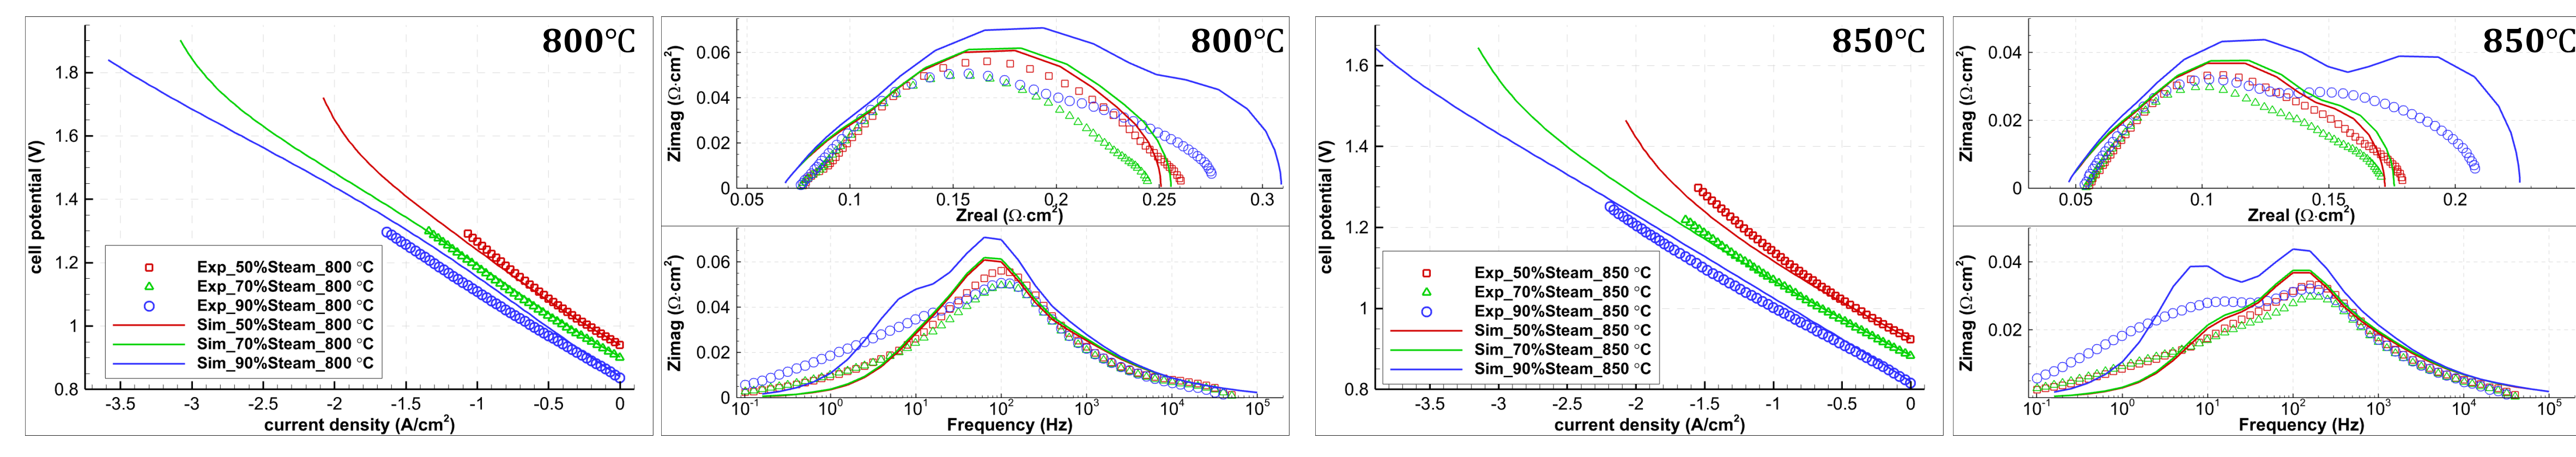 800°C
cell potential (V)
1.8
1.6
1.4
1.2
1
0.8
Exp_50%Steam_800 °C
Exp_70%Steam_800 °C
Exp_90%Steam_800 °C
Sim_50%Steam_800 °C
Sim_70%Steam_800 °C
Sim_90%Steam_800 °C
-3.5 -3 -2.5 -2 -1.5 -1 -0.5 0
current density (A/cm²)
800°C
Zimag (Ω·cm²)
0.06
0.04
0.02
0
0.05 0.1 0.15 0.2 0.25 0.3
Zreal (Ω·cm²)
Zimag (Ω·cm²)
0.06
0.04
0.02
0
10⁻¹ 10⁰ 10¹ 10² 10³ 10⁴ 10⁵
Frequency (Hz)
850°C
cell potential (V)
1.6
1.4
1.2
1
0.8
Exp_50%Steam_850 °C
Exp_70%Steam_850 °C
Exp_90%Steam_850 °C
Sim_50%Steam_850 °C
Sim_70%Steam_850 °C
Sim_90%Steam_850 °C
-3.5 -3 -2.5 -2 -1.5 -1 -0.5 0
current density (A/cm²)
850°C
Zimag (Ω·cm²)
0.04
0.02
0
0.05 0.1 0.15 0.2
Zreal (Ω·cm²)
Zimag (Ω·cm²)
0.04
0.02
10⁻¹ 10⁰ 10¹ 10² 10³ 10⁴ 10⁵
Frequency (Hz)